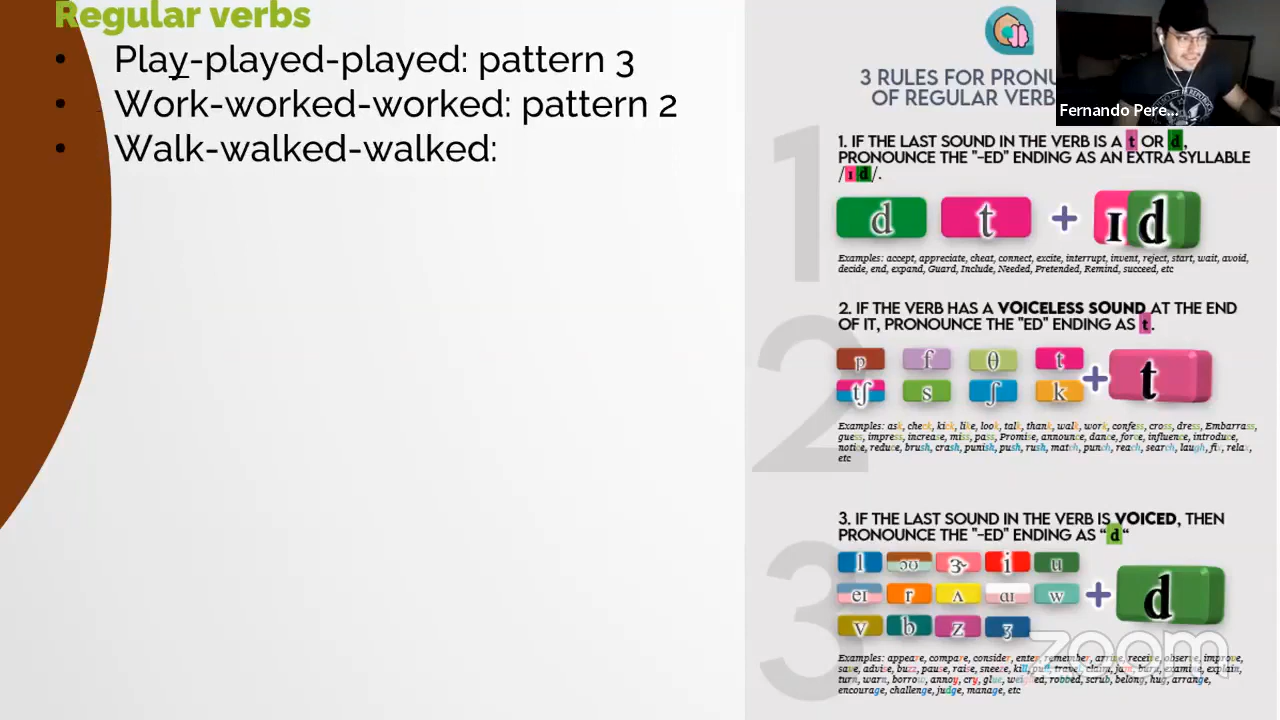 Regular verbs
• Play-played-played: pattern 3
• Work-worked-worked: pattern 2
• Walk-walked-walked:
3 RULES FOR PRONU
OF REGULAR VERB
Fernando Pere...
1. IF THE LAST SOUND IN THE VERB IS A t OR d,
PRONOUNCE THE "-ED" ENDING AS AN EXTRA SYLLABLE
/ɪd/.
d t + ɪd
Examples: accept, appreciate, cheat, connect, excite, interrupt, invent, reject, start, wait, avoid,
decide, end, expand, Guard, Include, Needed, Pretended, Remind, succeed, etc
2. IF THE VERB HAS A VOICELESS SOUND AT THE END
OF IT, PRONOUNCE THE "ED" ENDING AS t.
p f θ t
tʃ s ʃ k + t
Examples: ask, check, kick, like, look, talk, thank, walk, work, confess, cross, dress, Embarrass,
guess, impress, increase, miss, pass, Promise, announce, dance, force, influence, introduce,
notice, reduce, brush, crash, punish, push, rush, match, punch, reach, search, laugh, fix, relax,
etc
3. IF THE LAST SOUND IN THE VERB IS VOICED, THEN
PRONOUNCE THE "-ED" ENDING AS “d“
l ɔʊ ɝ i u
eɪ r ʌ aɪ w + d
v b z ʒ
zoom
Examples: appeare, compare, consider, enter, remember, arrive, receive, observe, improve,
save, advise, buzz, pause, raise, sneeze, kill, pull, travel, claim, jam, burn, examine, explain,
turn, warn, borrow, annoy, cry, glue, weighed, robbed, scrub, belong, hug, arrange,
encourage, challenge, judge, manage, etc